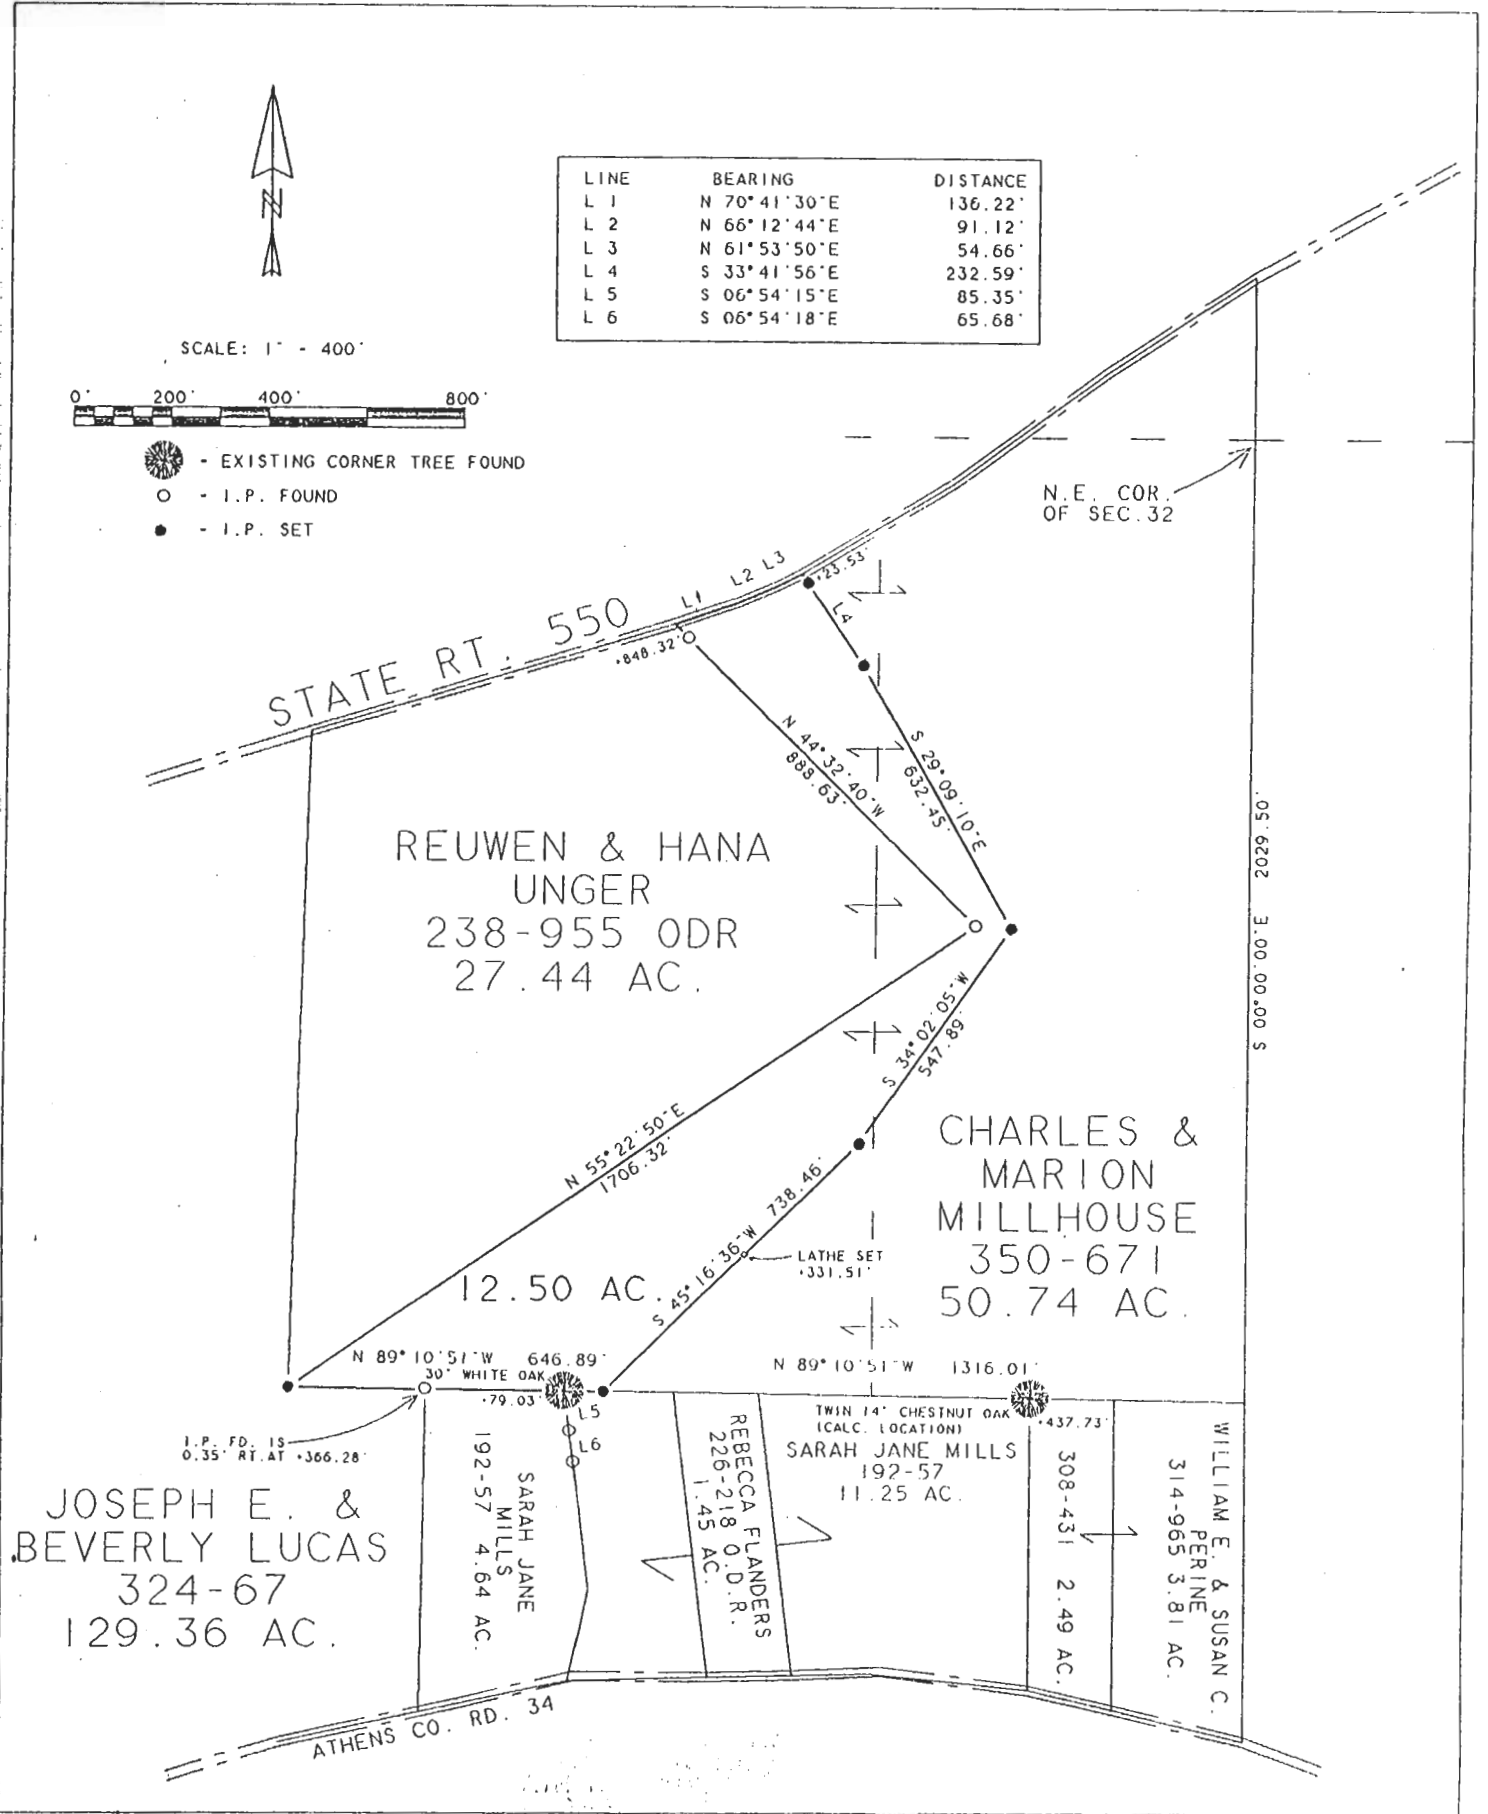 LINE BEARING DISTANCE
L 1 N 70°41'30"E 136.22'
L 2 N 66°12'44"E 91.12'
L 3 N 61°53'50"E 54.66'
L 4 S 33°41'56"E 232.59'
L 5 S 06°54'15"E 85.35'
L 6 S 06°54'18"E 65.68'
N
SCALE: 1" - 400'
0' 200' 400' 800'
- EXISTING CORNER TREE FOUND
- I.P. FOUND
- I.P. SET
N.E. COR.
OF SEC.32
STATE RT. 550
L1
L2
L3
+23.53'
L4
+848.32'
N 44°32'40"W
888.63'
S 29°09'10"E
632.45'
S 00°00'00"E 2029.50'
REUWEN & HANA
UNGER
238-955 ODR
27.44 AC.
S 34°02'05"W
547.89'
N 55°22'50"E
1706.32'
CHARLES &
MARION
MILLHOUSE
350-671
50.74 AC.
S 45°16'36"W 738.46'
LATHE SET
+331.51'
12.50 AC.
N 89°10'51"W 646.89'
30" WHITE OAK
+79.03'
N 89°10'51"W 1316.01'
TWIN 14" CHESTNUT OAK
(CALC. LOCATION)
+437.73'
L5
L6
I.P. FD. IS
0.35' RT.AT +366.28'
JOSEPH E. &
BEVERLY LUCAS
324-67
129.36 AC.
SARAH JANE
MILLS
192-57 4.64 AC.
REBECCA FLANDERS
226-218 O.D.R.
1.45 AC.
SARAH JANE MILLS
192-57
11.25 AC.
308-431 2.49 AC.
WILLIAM E. & SUSAN C.
PERINE
314-965 3.81 AC.
ATHENS CO. RD. 34